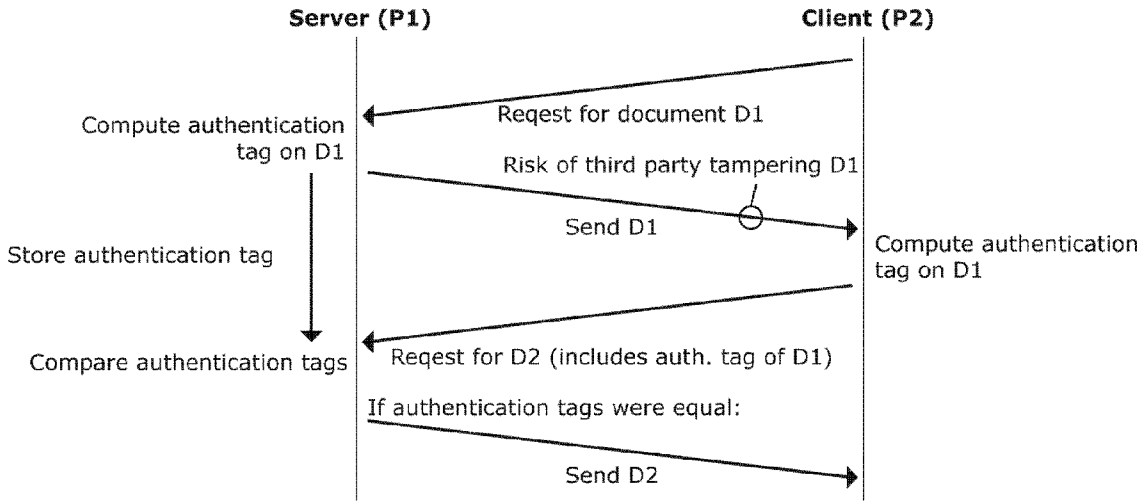 Server (P1)
Client (P2)
Reqest for document D1
Compute authentication
tag on D1
Risk of third party tampering D1
Send D1
Store authentication tag
Compute authentication
tag on D1
Compare authentication tags
Reqest for D2 (includes auth. tag of D1)
If authentication tags were equal:
Send D2